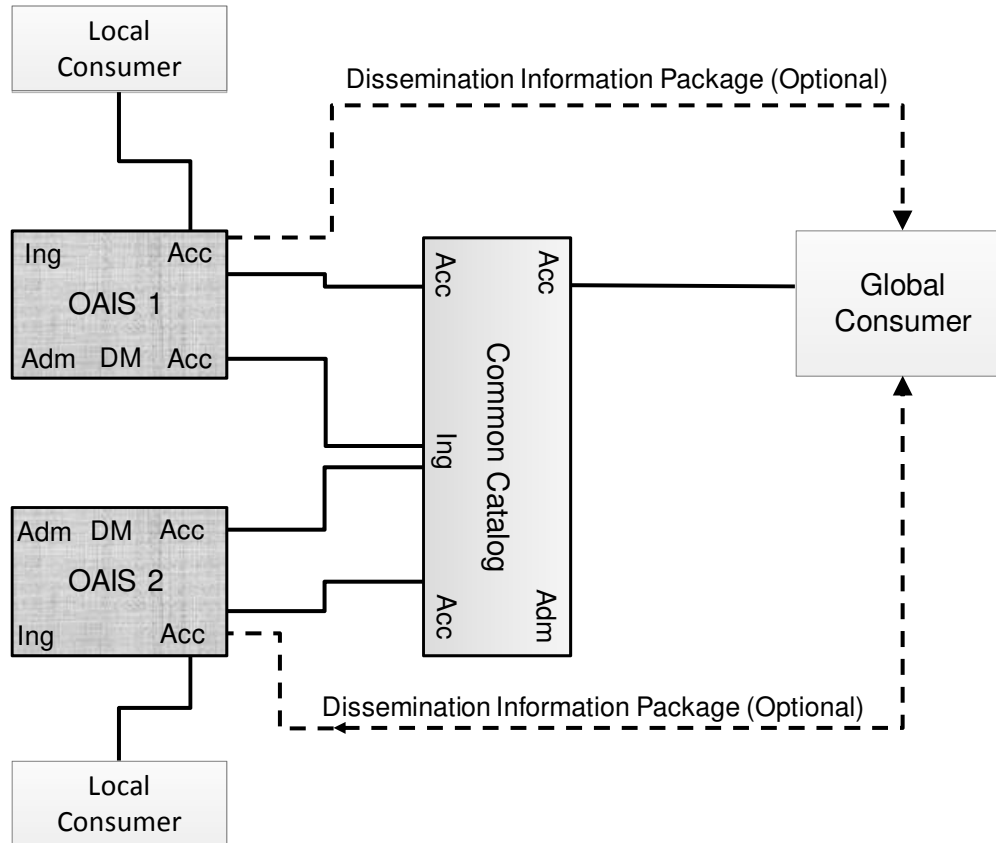 Local
Consumer
Dissemination Information Package (Optional)
Ing
Acc
OAIS 1
Adm
DM
Acc
Acc
Acc
Ing
Common Catalog
Acc
Adm
Global
Consumer
Adm
DM
Acc
OAIS 2
Ing
Acc
Dissemination Information Package (Optional)
Local
Consumer